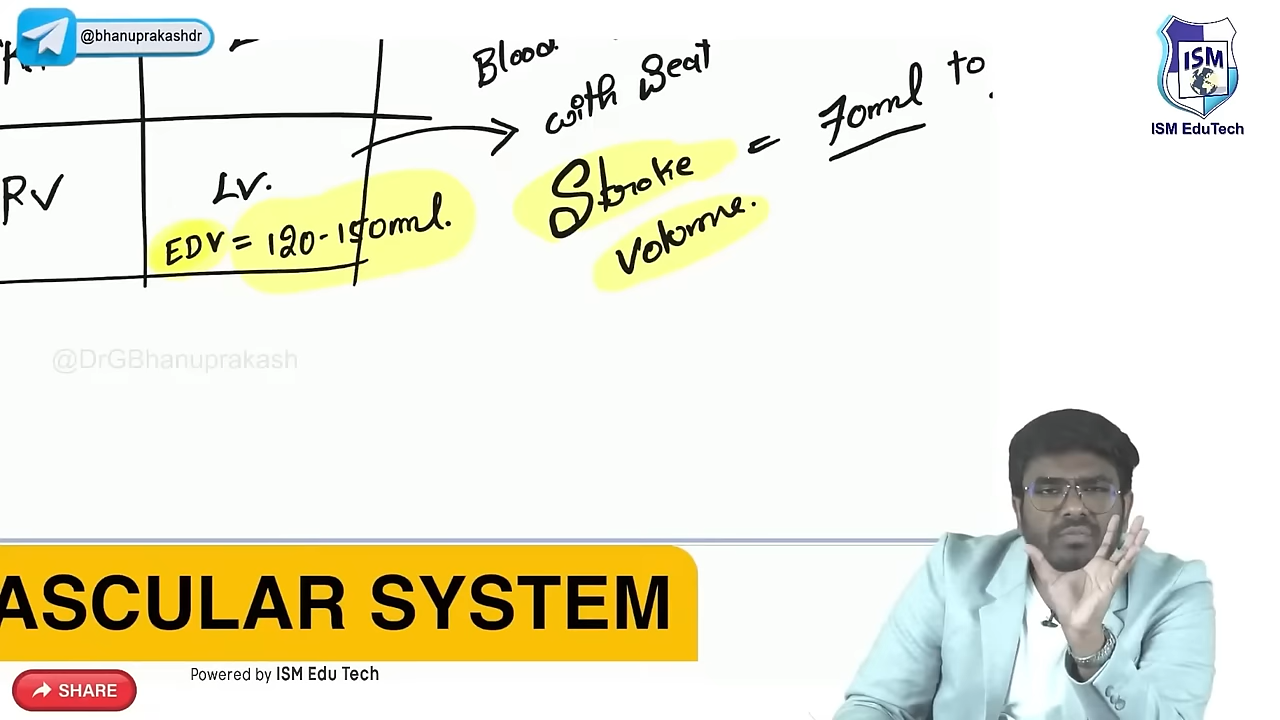 @bhanuprakashdr
ISM
ISM EduTech
Blood
with beat
Stroke = 70ml to
volume.
RV
LV.
EDV = 120-150ml.
@DrGBhanuprakash
ASCULAR SYSTEM
Powered by ISM Edu Tech
SHARE